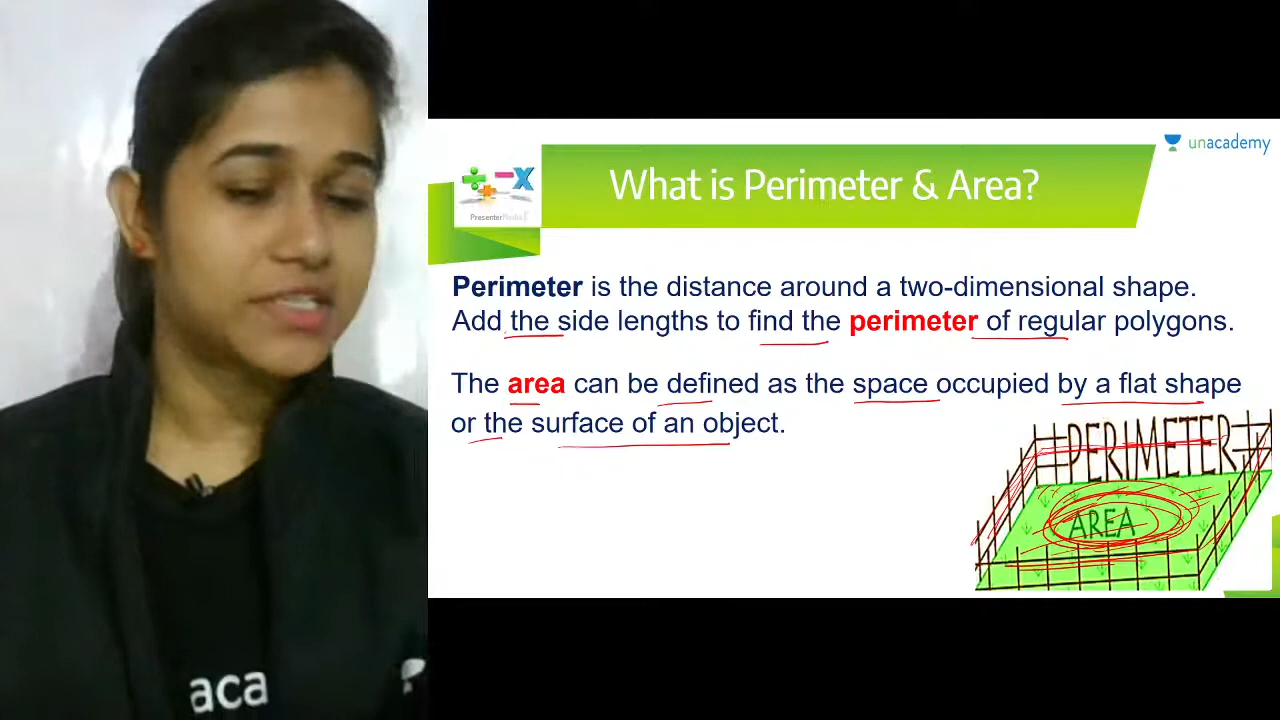 unacademy
What is Perimeter & Area?
PresenterMedia
Perimeter is the distance around a two-dimensional shape.
Add the side lengths to find the perimeter of regular polygons.
The area can be defined as the space occupied by a flat shape
or the surface of an object.
PERIMETER
AREA
aca